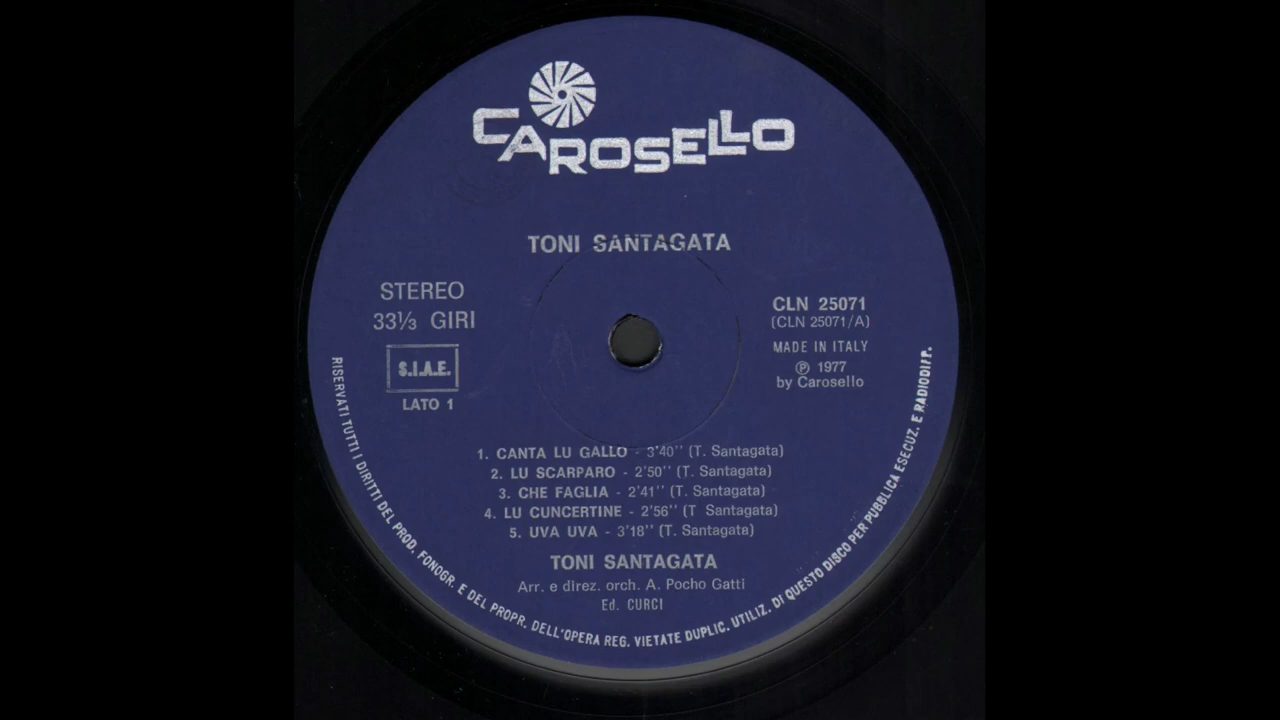 CAROSELLO
TONI SANTAGATA
STEREO
33⅓ GIRI
S.I.A.E.
LATO 1
CLN 25071
(CLN 25071/A)
MADE IN ITALY
Ⓟ 1977
by Carosello
1. CANTA LU GALLO - 3'40'' (T. Santagata)
2. LU SCARPARO - 2'50'' (T. Santagata)
3. CHE FAGLIA - 2'41'' (T. Santagata)
4. LU CUNCERTINE - 2'56'' (T Santagata)
5. UVA UVA - 3'18'' (T. Santagata)
TONI SANTAGATA
Arr. e direz. orch. A. Pocho Gatti
Ed. CURCI
RISERVATI TUTTI I DIRITTI DEL PROD. FONOGR. E DEL PROPR. DELL'OPERA REG. VIETATE DUPLIC. UTILIZ. DI QUESTO DISCO PER PUBBLICA ESECUZ. E RADIODIFF.